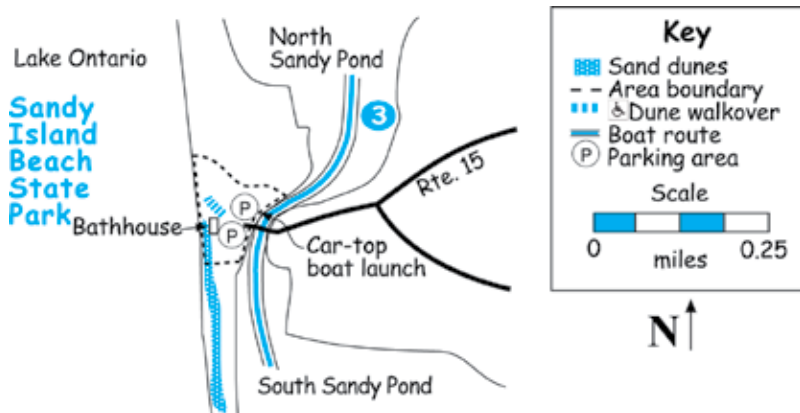 North
Sandy Pond
Lake Ontario
Sandy
Island
Beach
State
Park
3
Rte. 15
P
P
Bathhouse
Car-top
boat launch
South Sandy Pond
Key
Sand dunes
Area boundary
Dune walkover
Boat route
P Parking area
Scale
0 0.25
miles
N